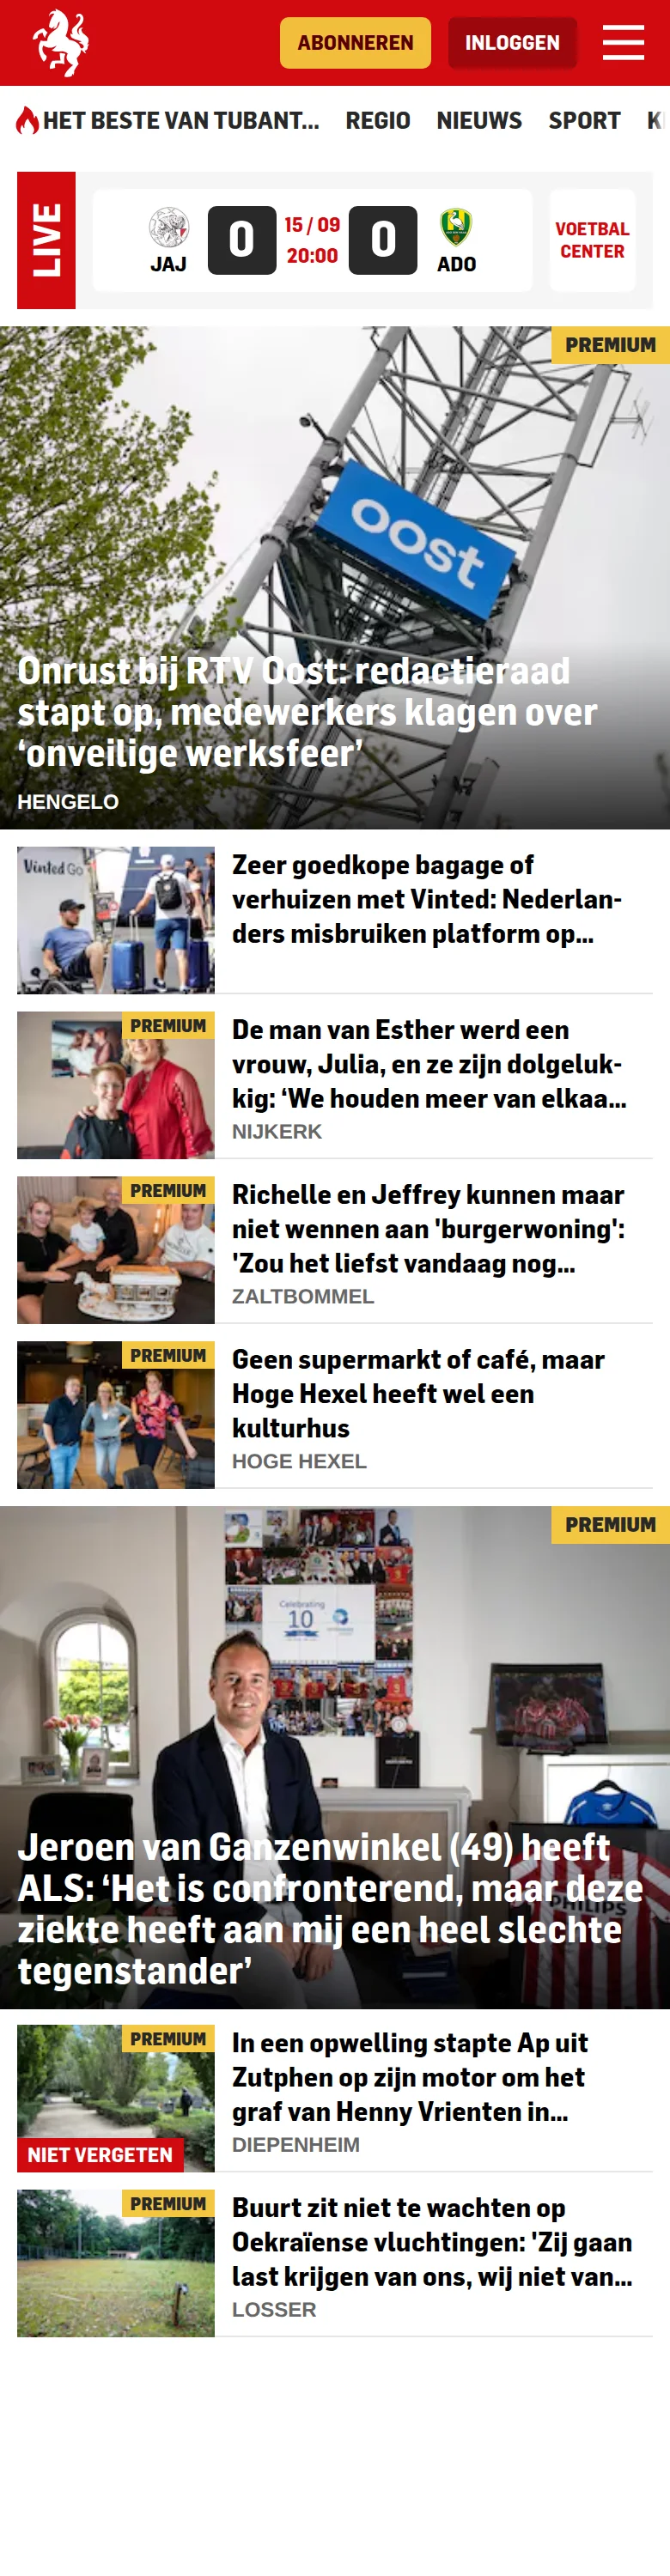 ABONNEREN
INLOGGEN
HET BESTE VAN TUBANT...
REGIO
NIEUWS
SPORT
LIVE
JAJ
0
15 / 09
20:00
0
ADO
VOETBAL
CENTER
PREMIUM
oost
Onrust bij RTV Oost: redactieraad
stapt op, medewerkers klagen over
‘onveilige werksfeer’
HENGELO
Vinted Go
Zeer goedkope bagage of
verhuizen met Vinted: Nederlan-
ders misbruiken platform op...
PREMIUM
De man van Esther werd een
vrouw, Julia, en ze zijn dolgeluk-
kig: ‘We houden meer van elkaa...
NIJKERK
PREMIUM
Richelle en Jeffrey kunnen maar
niet wennen aan 'burgerwoning':
'Zou het liefst vandaag nog...
ZALTBOMMEL
PREMIUM
Geen supermarkt of café, maar
Hoge Hexel heeft wel een
kulturhus
HOGE HEXEL
PREMIUM
Celebrating
10
PHILIPS
Jeroen van Ganzenwinkel (49) heeft
ALS: ‘Het is confronterend, maar deze
ziekte heeft aan mij een heel slechte
tegenstander’
PREMIUM
NIET VERGETEN
In een opwelling stapte Ap uit
Zutphen op zijn motor om het
graf van Henny Vrienten in...
DIEPENHEIM
PREMIUM
Buurt zit niet te wachten op
Oekraïense vluchtingen: 'Zij gaan
last krijgen van ons, wij niet van...
LOSSER